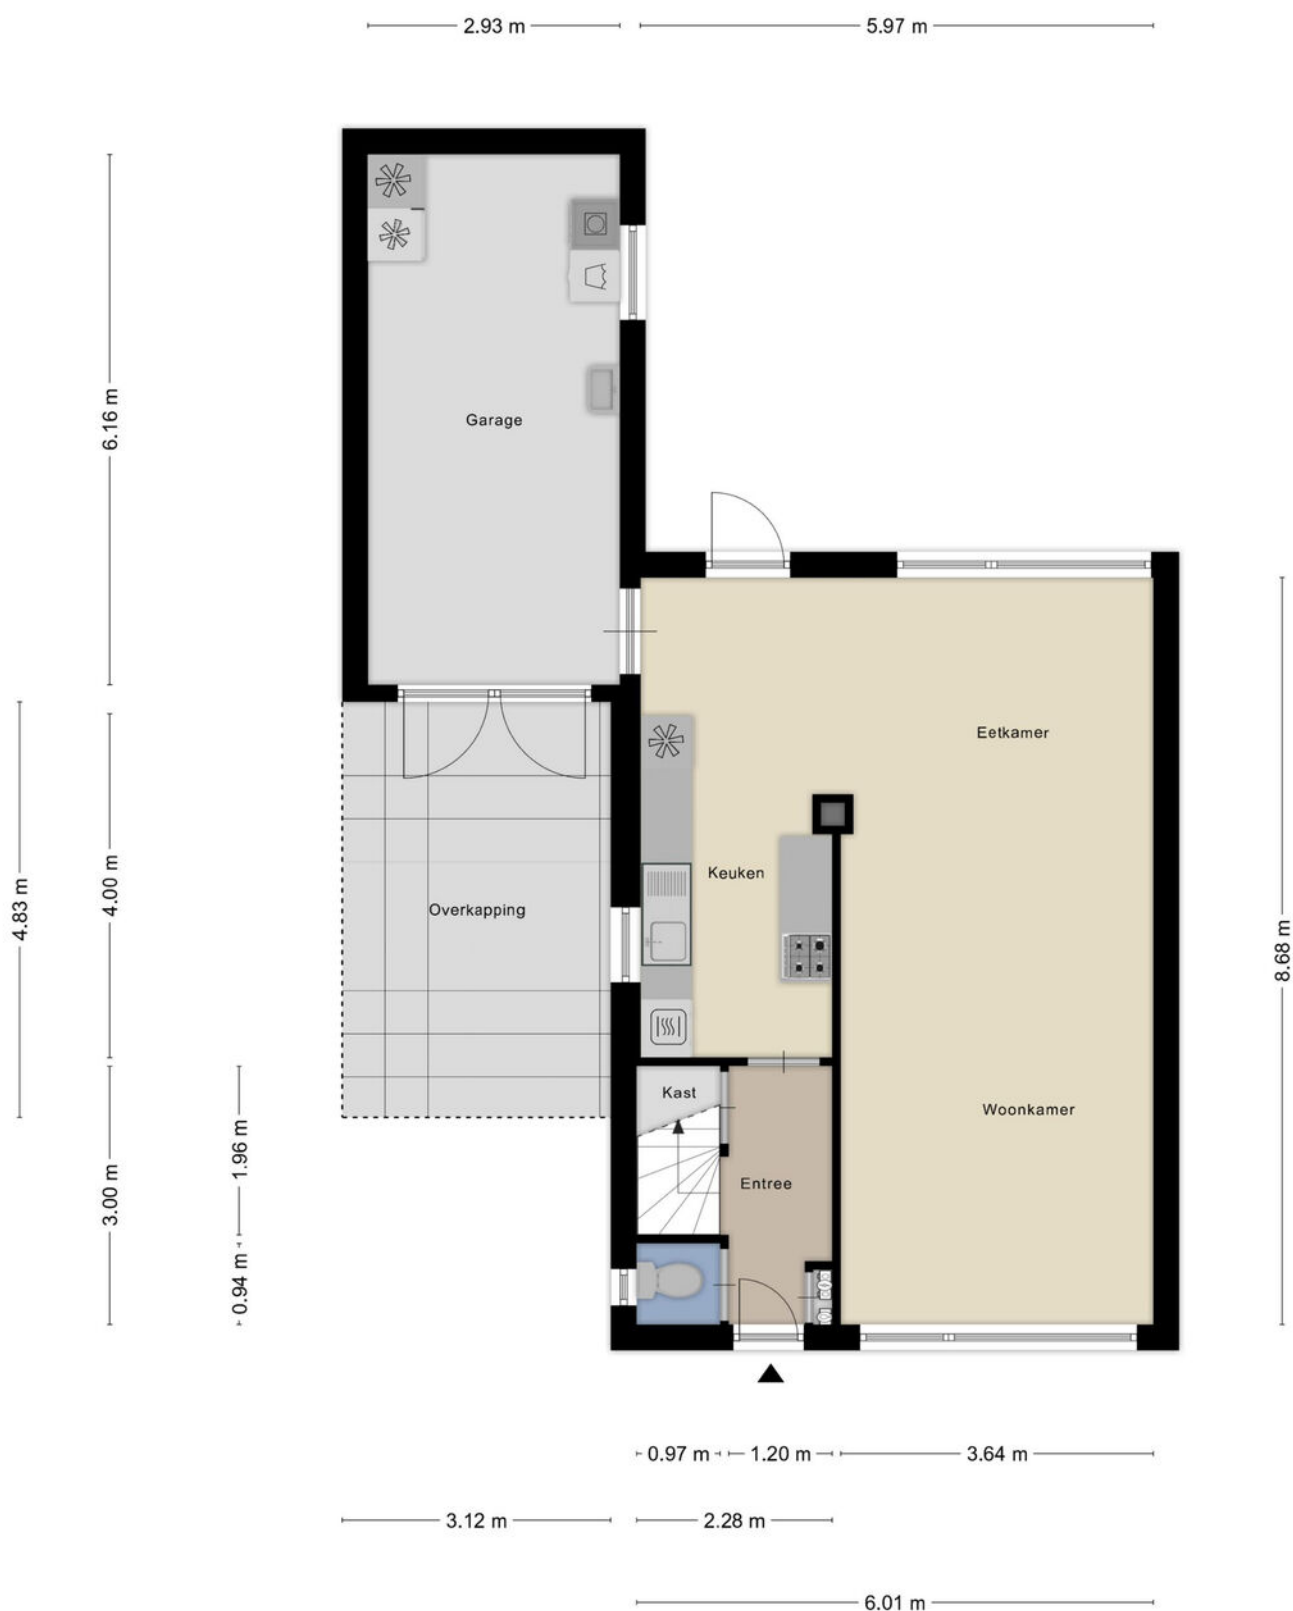 2.93 m
5.97 m
6.16 m
Garage
Eetkamer
4.83 m
4.00 m
Keuken
Overkapping
8.68 m
Kast
Woonkamer
1.96 m
3.00 m
Entree
0.94 m
0.97 m
1.20 m
3.64 m
3.12 m
2.28 m
6.01 m